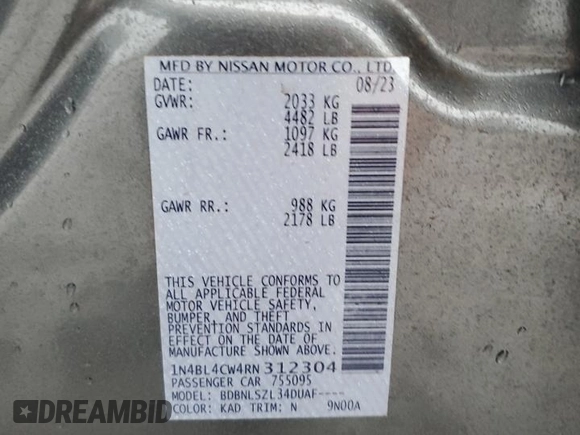 MFD BY NISSAN MOTOR CO., LTD.
DATE: 08/23
GVWR: 2033 KG
4482 LB
GAWR FR.: 1097 KG
2418 LB
GAWR RR.: 988 KG
2178 LB
THIS VEHICLE CONFORMS TO
ALL APPLICABLE FEDERAL
MOTOR VEHICLE SAFETY,
BUMPER, AND THEFT
PREVENTION STANDARDS IN
EFFECT ON THE DATE OF
MANUFACTURE SHOWN ABOVE.
1N4BL4CW4RN312304
PASSENGER CAR 755095
MODEL: BDBNLSZL34DUAF----
COLOR: KAD TRIM: N 9N00A
DREAMBID